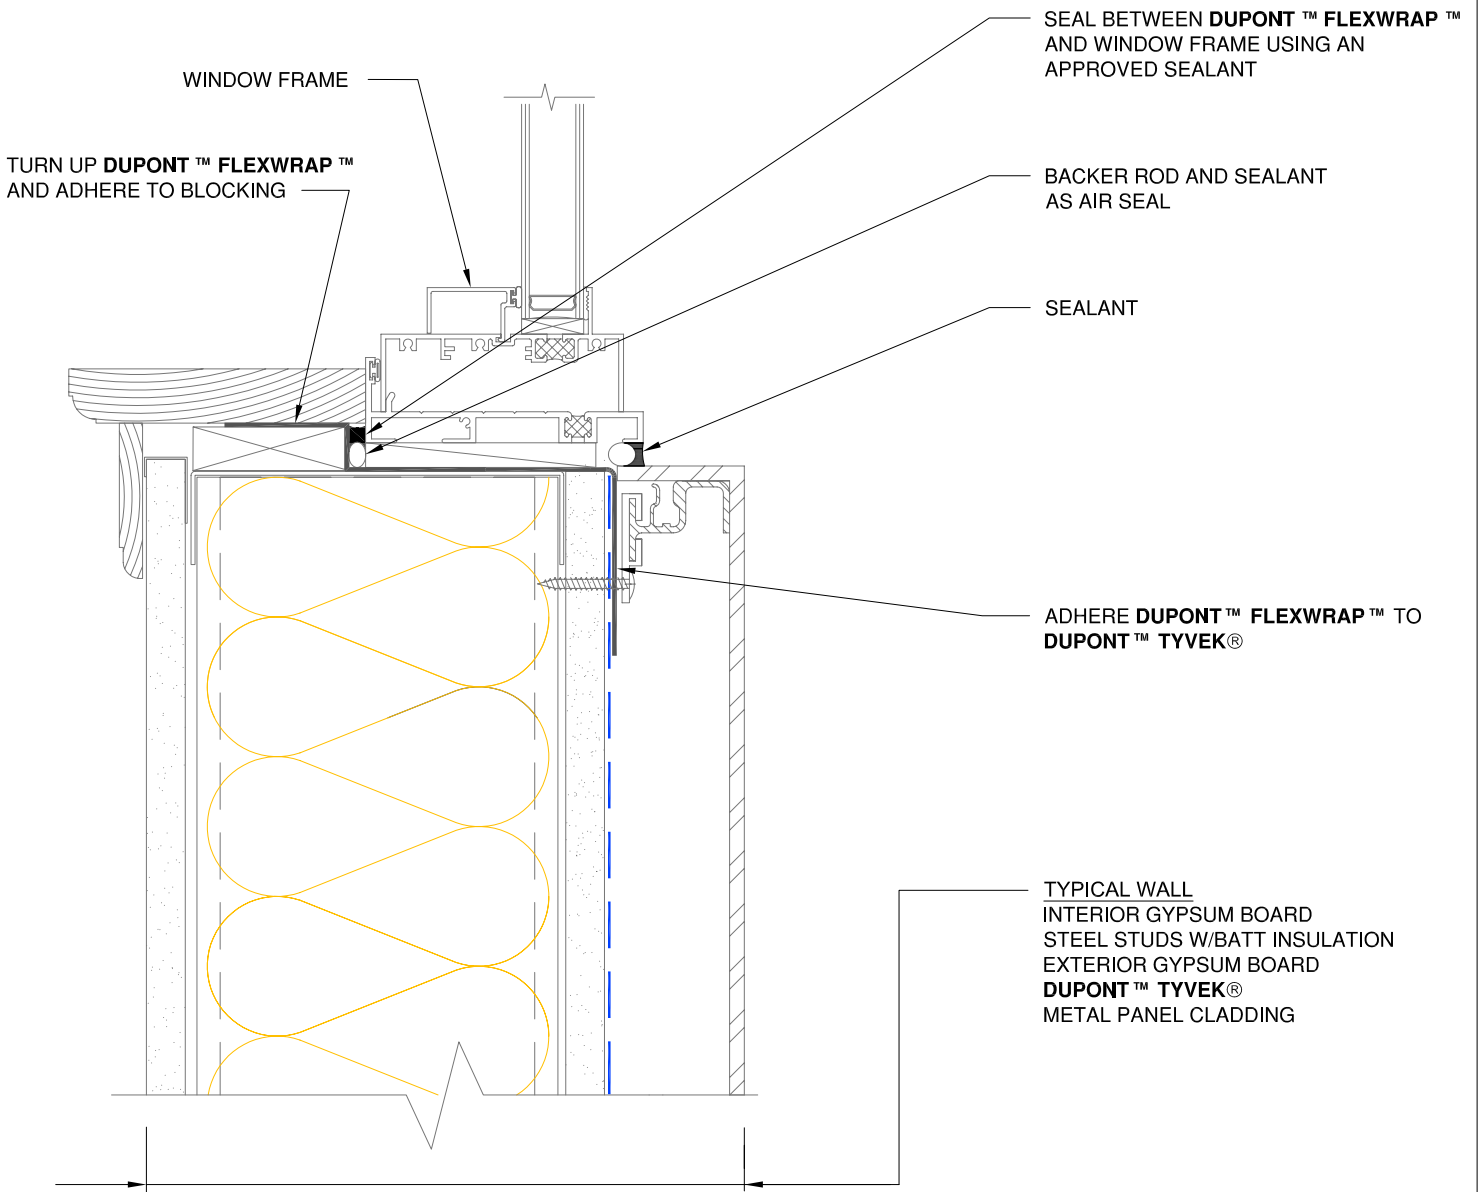 SEAL BETWEEN DUPONT ™ FLEXWRAP ™
AND WINDOW FRAME USING AN
APPROVED SEALANT
WINDOW FRAME
TURN UP DUPONT ™ FLEXWRAP ™
AND ADHERE TO BLOCKING
BACKER ROD AND SEALANT
AS AIR SEAL
SEALANT
ADHERE DUPONT ™ FLEXWRAP ™ TO
DUPONT ™ TYVEK®
TYPICAL WALL
INTERIOR GYPSUM BOARD
STEEL STUDS W/BATT INSULATION
EXTERIOR GYPSUM BOARD
DUPONT ™ TYVEK®
METAL PANEL CLADDING